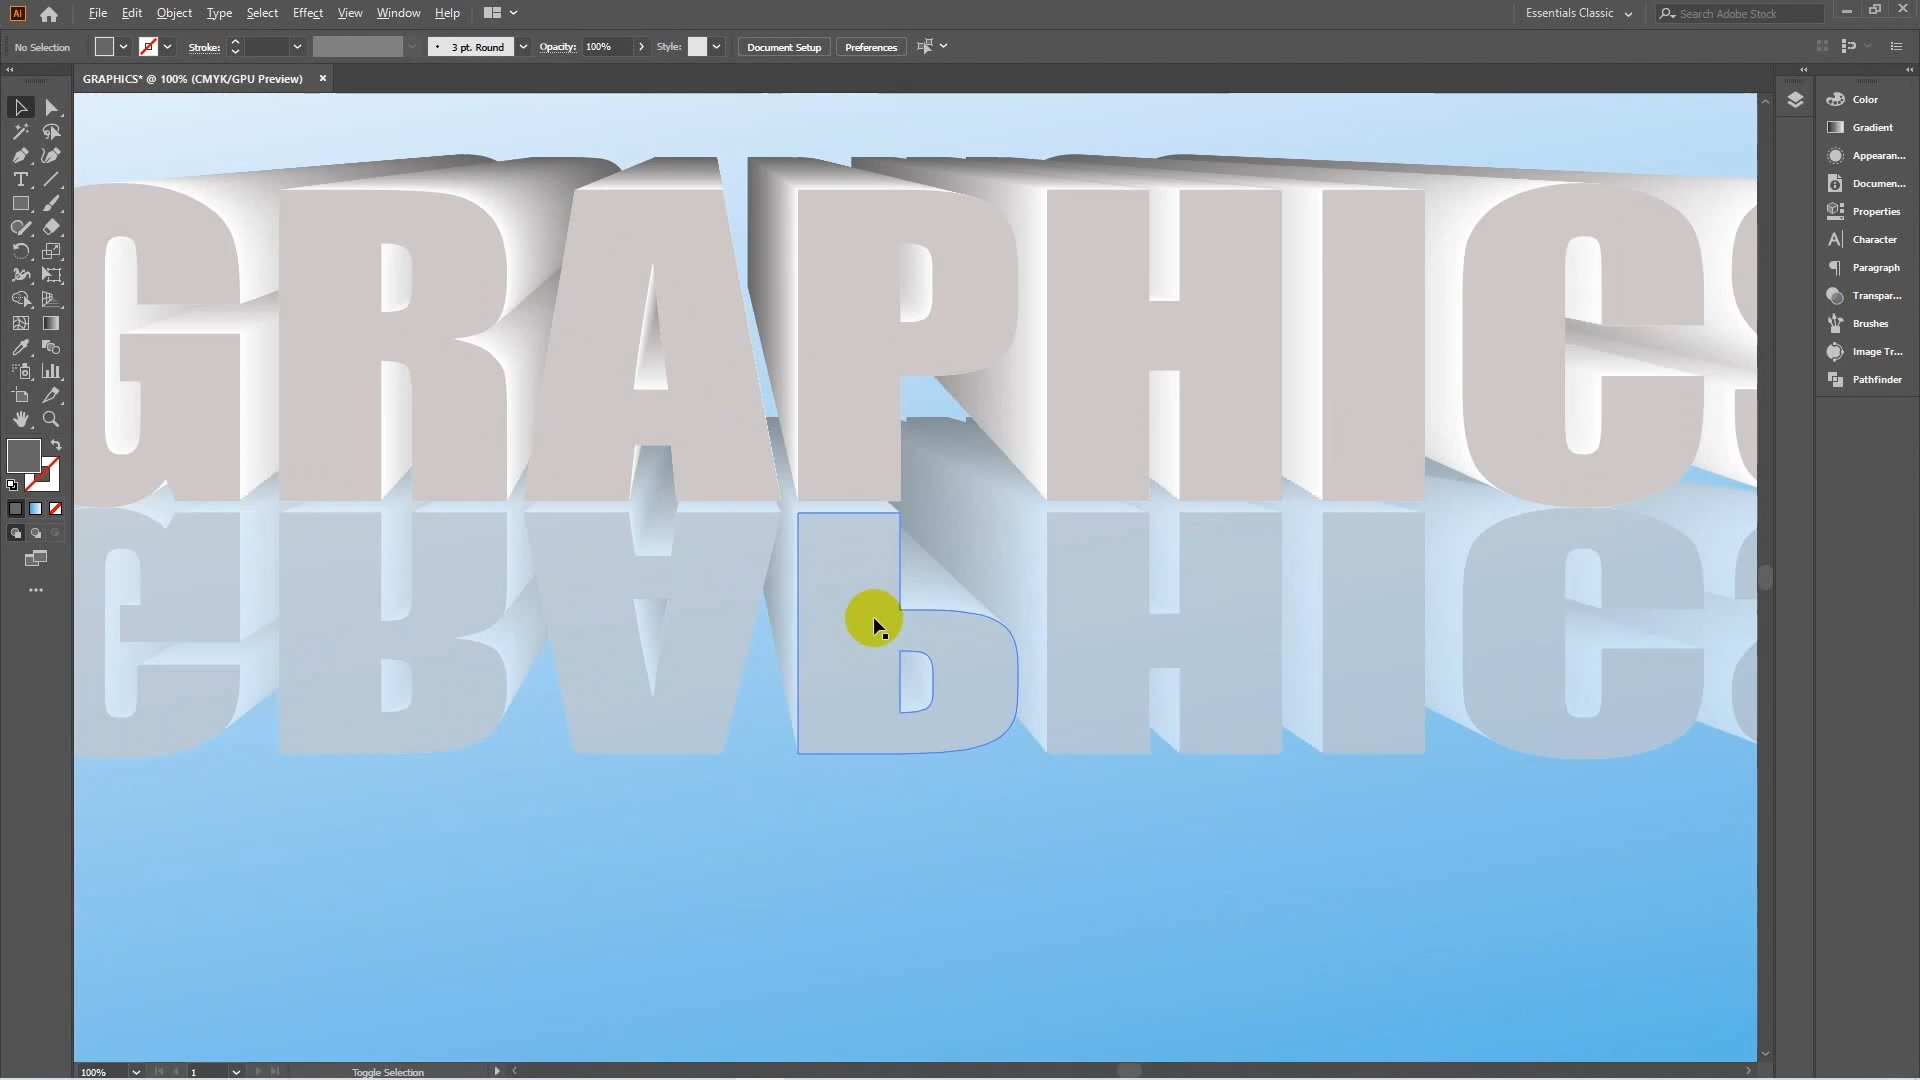 Ai File Edit Object Type Select Effect View Window Help Essentials Classic Search Adobe Stock
No Selection Stroke: 3 pt. Round Opacity: 100% Style: Document Setup Preferences
GRAPHICS* @ 100% (CMYK/GPU Preview)
Color
Gradient
Appearan...
Documen...
Properties
Character
Paragraph
Transpar...
Brushes
Image Tr...
Pathfinder
GRAPHICS
GRAPHICS
100% 1 Toggle Selection